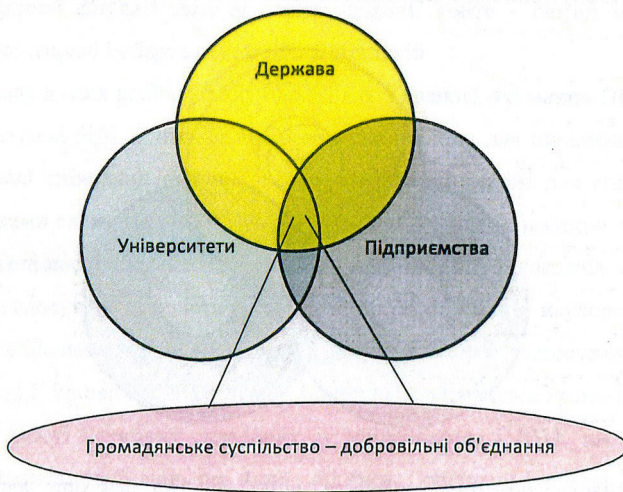 Держава
Університети
Підприємства
Громадянське суспільство – добровільні об'єднання